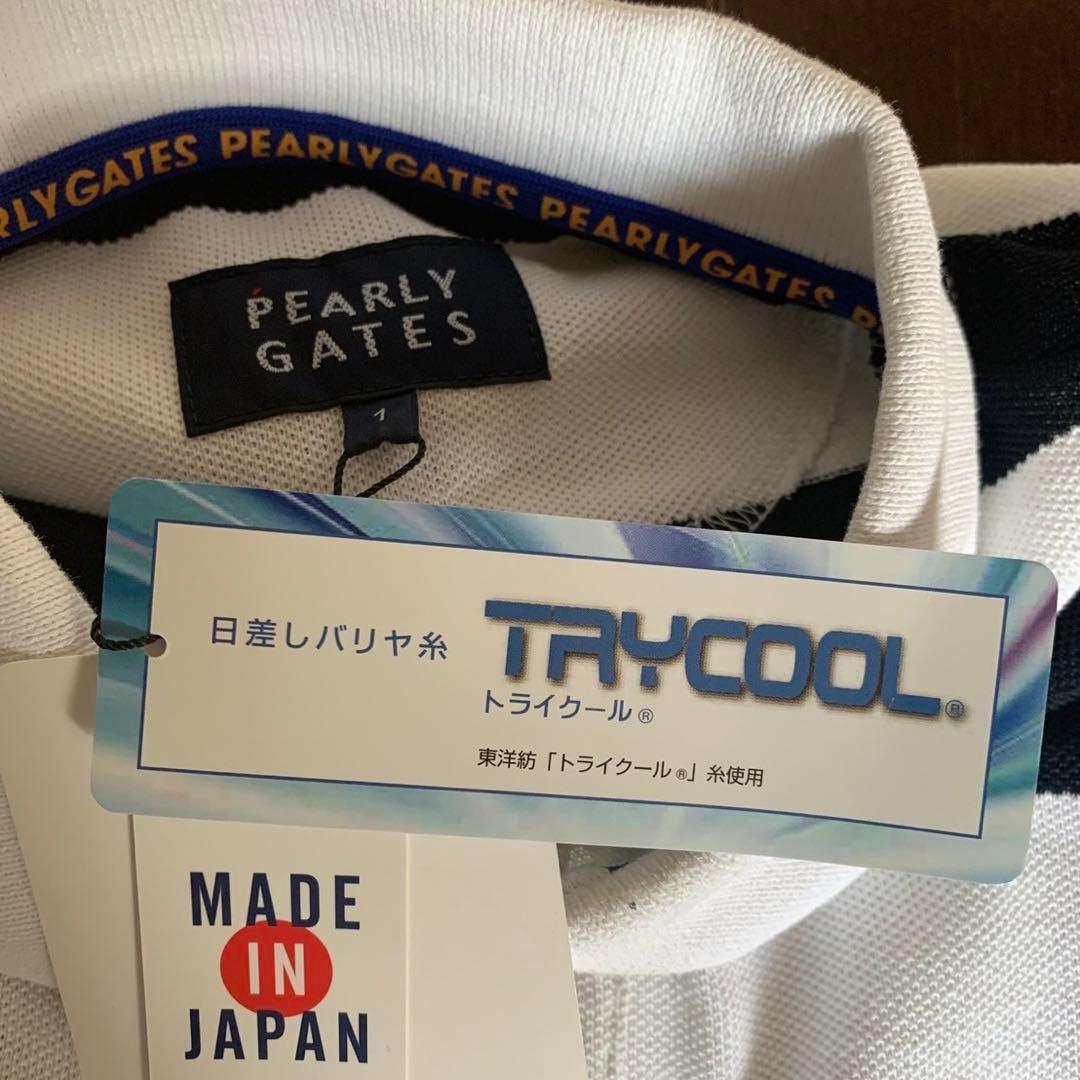 RLYGATES PEARLYGATES PEARLYGATES
PEARLY
GATES
1
日差しバリヤ糸
TRYCOOL®
トライクール®
東洋紡「トライクール®」糸使用
MADE
IN
JAPAN